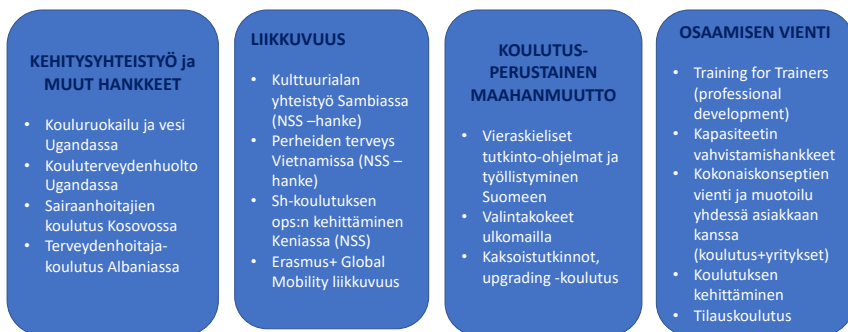 KEHITYSYHTEISTYÖ ja
MUUT HANKKEET
• Kouluruokailu ja vesi
Ugandassa
• Kouluterveydenhuolto
Ugandassa
• Sairaanhoitajien
koulutus Kosovossa
• Terveydenhoitaja-
koulutus Albaniassa
LIIKKUVUUS
• Kulttuurialan
yhteistyö Sambiassa
(NSS –hanke)
• Perheiden terveys
Vietnamissa (NSS –
hanke)
• Sh-koulutuksen
ops:n kehittäminen
Keniassa (NSS)
• Erasmus+ Global
Mobility liikkuvuus
KOULUTUS-
PERUSTAINEN
MAAHANMUUTTO
• Vieraskieliset
tutkinto-ohjelmat ja
työllistyminen
Suomeen
• Valintakokeet
ulkomailla
• Kaksoistutkinnot,
upgrading -koulutus
OSAAMISEN VIENTI
• Training for Trainers
(professional
development)
• Kapasiteetin
vahvistamishankkeet
• Kokonaiskonseptien
vienti ja muotoilu
yhdessä asiakkaan
kanssa
(koulutus+yritykset)
• Koulutuksen
kehittäminen
• Tilauskoulutus